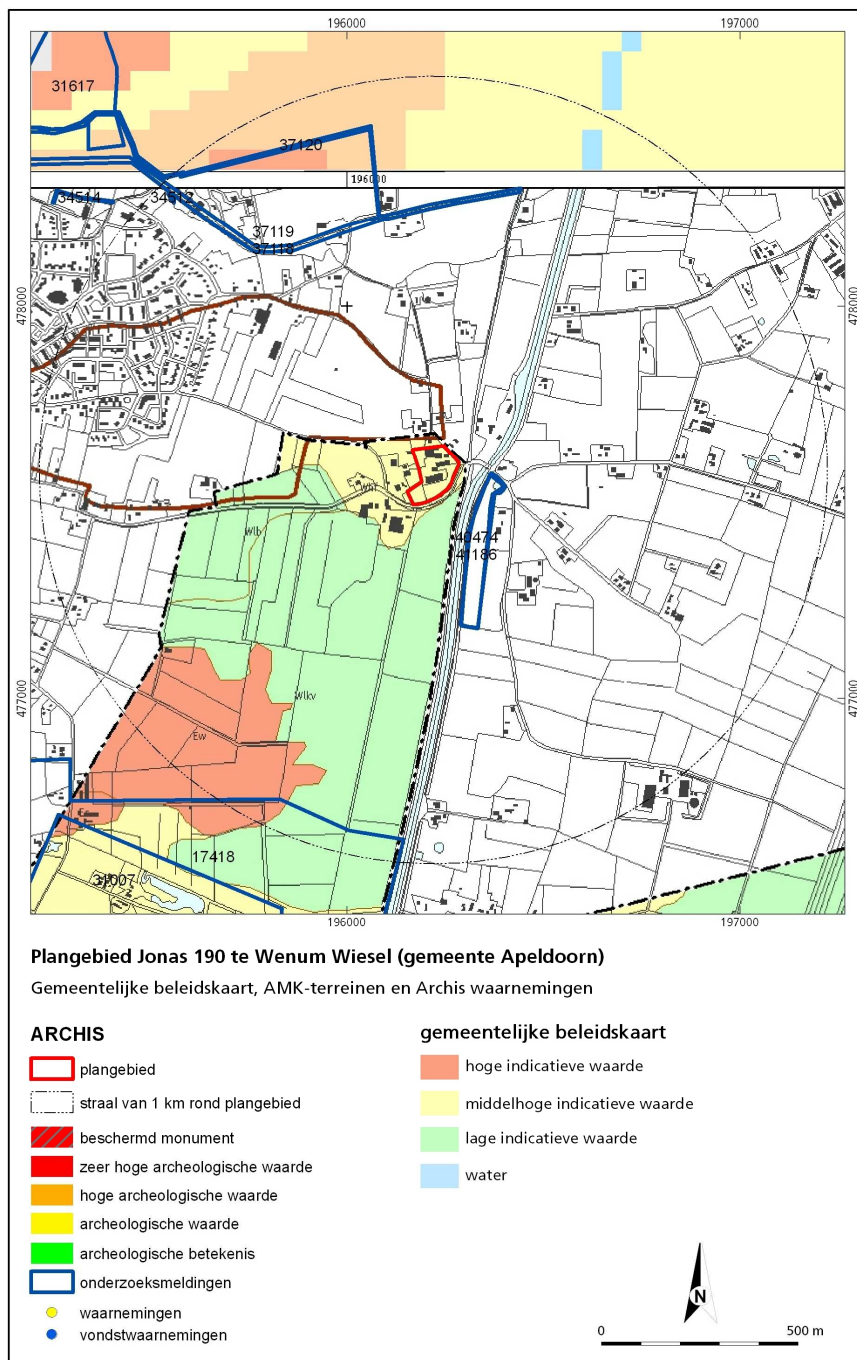 196000
197000
31617
37120
196000
34514
34512
37119
37118
478000
478000
Whf
Wlb
40474
41186
477000
477000
Wlkv
Ew
17418
31007
196000
197000
Plangebied Jonas 190 te Wenum Wiesel (gemeente Apeldoorn)
Gemeentelijke beleidskaart, AMK-terreinen en Archis waarnemingen
ARCHIS
plangebied
straal van 1 km rond plangebied
beschermd monument
zeer hoge archeologische waarde
hoge archeologische waarde
archeologische waarde
archeologische betekenis
onderzoeksmeldingen
waarnemingen
vondstwaarnemingen
gemeentelijke beleidskaart
hoge indicatieve waarde
middelhoge indicatieve waarde
lage indicatieve waarde
water
N
0 500 m